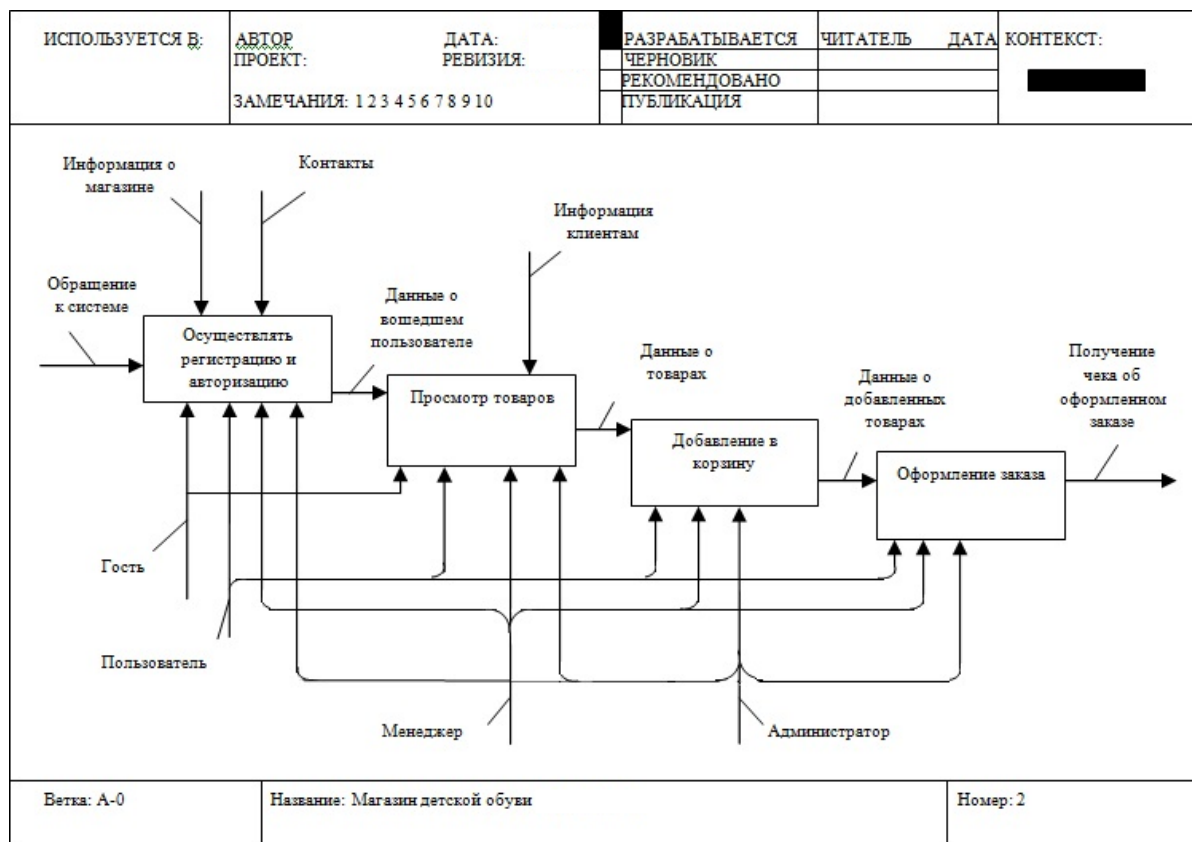 ИСПОЛЬЗУЕТСЯ В:
АВТОР ДАТА:
ПРОЕКТ: РЕВИЗИЯ:
ЗАМЕЧАНИЯ: 1 2 3 4 5 6 7 8 9 10
РАЗРАБАТЫВАЕТСЯ
ЧЕРНОВИК
РЕКОМЕНДОВАНО
ПУБЛИКАЦИЯ
ЧИТАТЕЛЬ ДАТА
КОНТЕКСТ:
Информация о
магазине
Контакты
Информация
клиентам
Обращение
к системе
Осуществлять
регистрацию и
авторизацию
Данные о
вошедшем
пользователе
Просмотр товаров
Данные о
товарах
Добавление в
корзину
Данные о
добавленных
товарах
Оформление заказа
Получение
чека об
оформленном
заказе
Гость
Пользователь
Менеджер
Администратор
Ветка: А-0
Название: Магазин детской обуви
Номер: 2